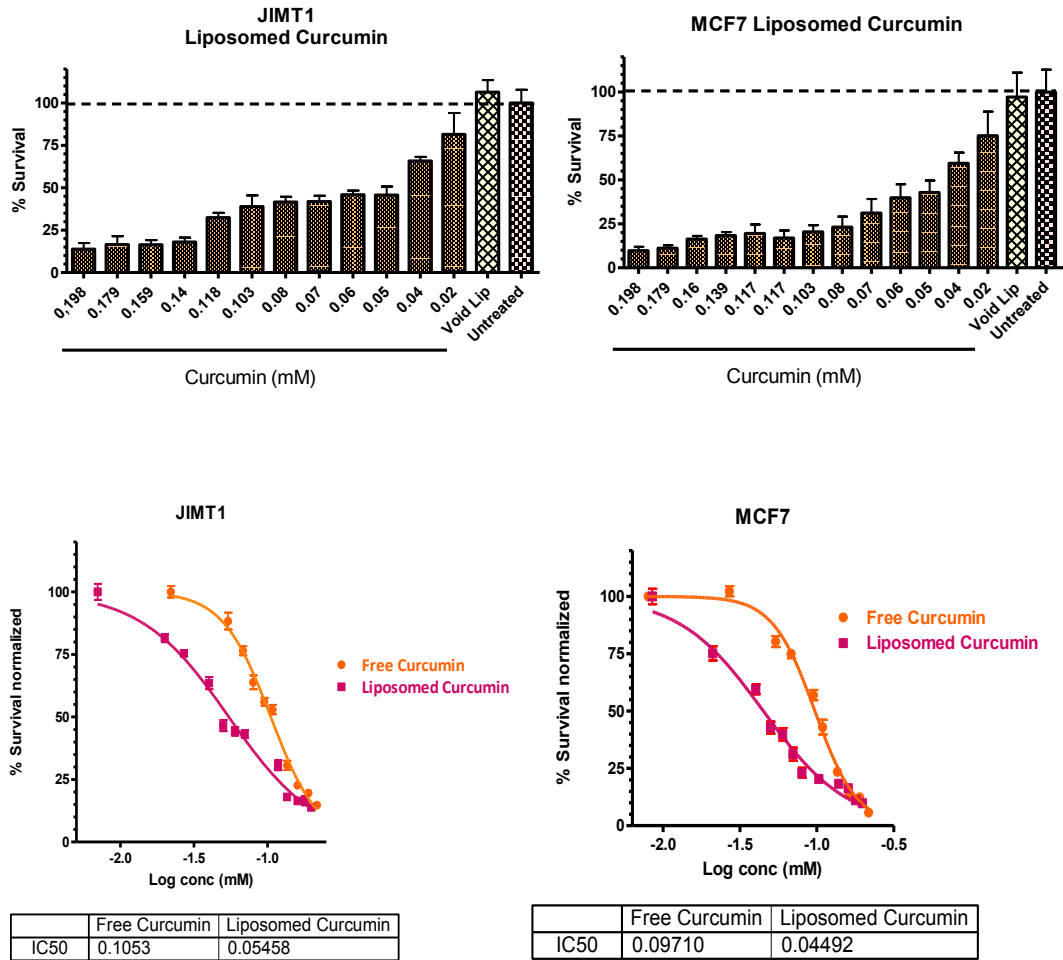 JIMT1
Liposomed Curcumin
% Survival
100
75
50
25
0
0,198
0.179
0.159
0.14
0.118
0.103
0.08
0.07
0.06
0.05
0.04
0.02
Void Lip
Untreated
Curcumin (mM)
MCF7 Liposomed Curcumin
% Survival
100
75
50
25
0
0.198
0.179
0.16
0.139
0.117
0.117
0.103
0.08
0.07
0.06
0.05
0.04
0.02
Void Lip
Untreated
Curcumin (mM)
JIMT1
% Survival normalized
100
75
50
25
0
-2.0
-1.5
-1.0
Log conc (mM)
Free Curcumin
Liposomed Curcumin
MCF7
% Survival normalized
100
75
50
25
0
-2.0
-1.5
-1.0
-0.5
Log conc (mM)
Free Curcumin
Liposomed Curcumin
Free Curcumin Liposomed Curcumin
IC50 0.1053 0.05458
Free Curcumin Liposomed Curcumin
IC50 0.09710 0.04492